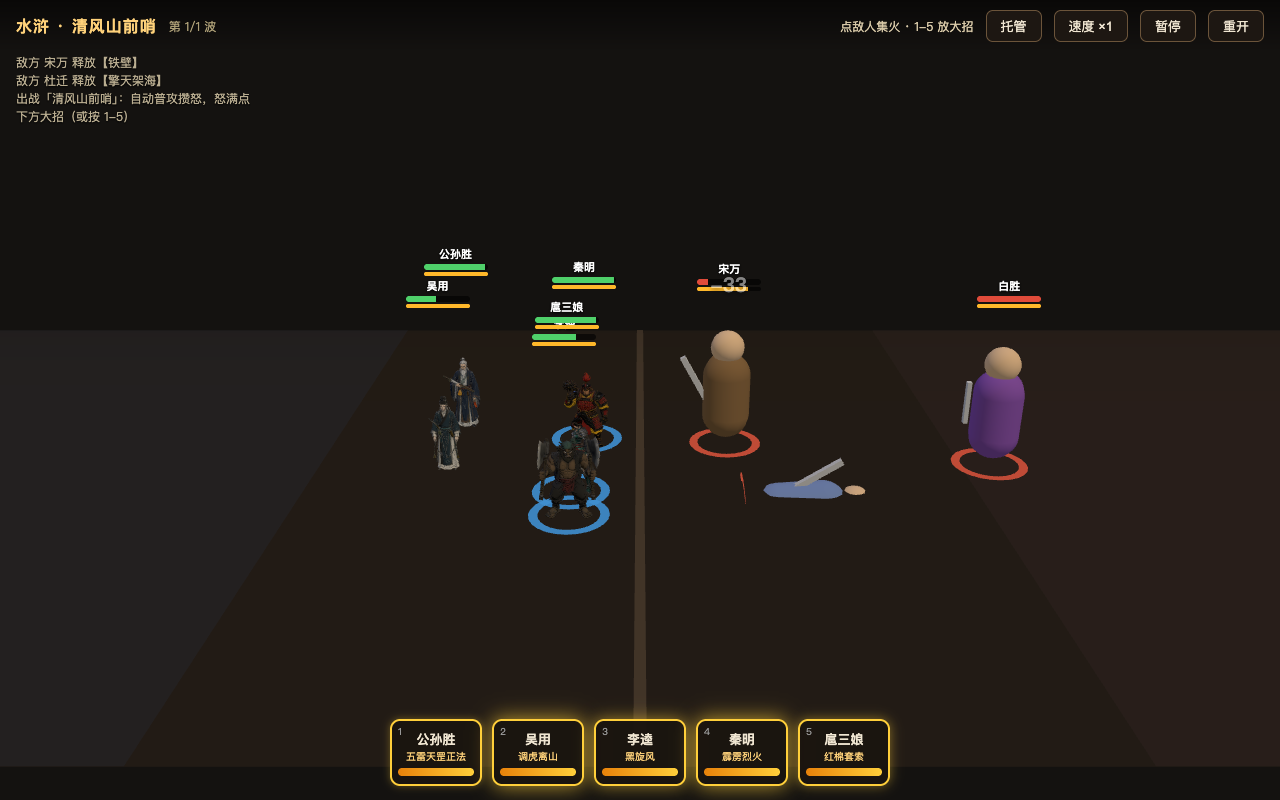 水浒 · 清风山前哨 第 1/1 波
点敌人集火 · 1–5 放大招 托管 速度 ×1 暂停 重开
敌方 宋万 释放【铁壁】
敌方 杜迁 释放【擎天架海】
出战「清风山前哨」：自动普攻攒怒，怒满点
下方大招（或按 1–5）
公孙胜
吴用
秦明
扈三娘
宋万
-33
白胜
1 公孙胜
五雷天罡正法
2 吴用
调虎离山
3 李逵
黑旋风
4 秦明
霹雳烈火
5 扈三娘
红棉套索